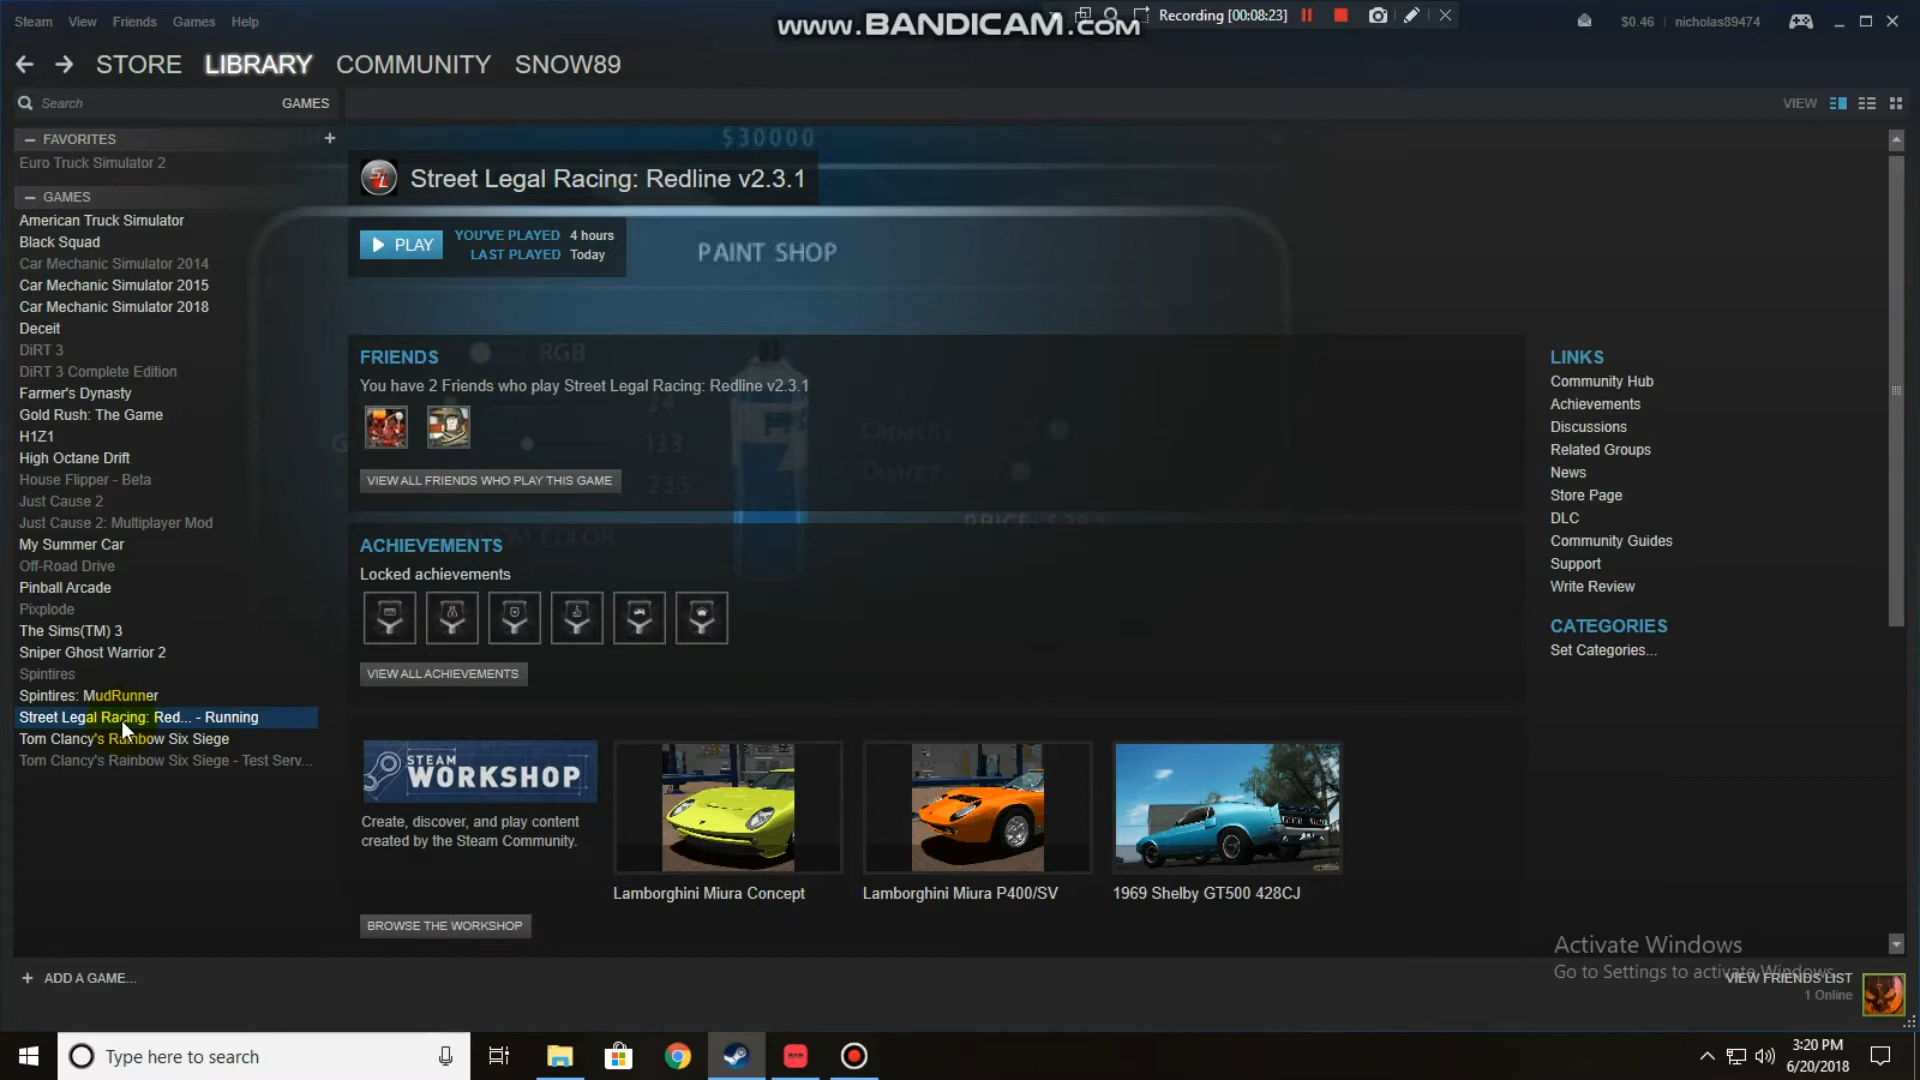 Steam View Friends Games Help
www.BANDICAM.com
Recording [00:08:23]
$0.46 | nicholas89474
STORE LIBRARY COMMUNITY SNOW89
Search GAMES
VIEW
FAVORITES
Euro Truck Simulator 2
GAMES
American Truck Simulator
Black Squad
Car Mechanic Simulator 2014
Car Mechanic Simulator 2015
Car Mechanic Simulator 2018
Deceit
DiRT 3
DiRT 3 Complete Edition
Farmer's Dynasty
Gold Rush: The Game
H1Z1
High Octane Drift
House Flipper - Beta
Just Cause 2
Just Cause 2: Multiplayer Mod
My Summer Car
Off-Road Drive
Pinball Arcade
Pixplode
The Sims(TM) 3
Sniper Ghost Warrior 2
Spintires
Spintires: MudRunner
Street Legal Racing: Red... - Running
Tom Clancy's Rainbow Six Siege
Tom Clancy's Rainbow Six Siege - Test Serv...
+ ADD A GAME...
$30000
Street Legal Racing: Redline v2.3.1
PLAY
YOU'VE PLAYED 4 hours
LAST PLAYED Today
PAINT SHOP
FRIENDS
RGB
You have 2 Friends who play Street Legal Racing: Redline v2.3.1
24
133
Capacity
235
VIEW ALL FRIENDS WHO PLAY THIS GAME
COLOR
ACHIEVEMENTS
Locked achievements
VIEW ALL ACHIEVEMENTS
STEAM
WORKSHOP
Create, discover, and play content
created by the Steam Community.
BROWSE THE WORKSHOP
Lamborghini Miura Concept
Lamborghini Miura P400/SV
1969 Shelby GT500 428CJ
LINKS
Community Hub
Achievements
Discussions
Related Groups
News
Store Page
DLC
Community Guides
Support
Write Review
CATEGORIES
Set Categories...
Activate Windows
Go to Settings to activate Windows.
VIEW FRIENDS LIST
1 Online
Type here to search
3:20 PM
6/20/2018